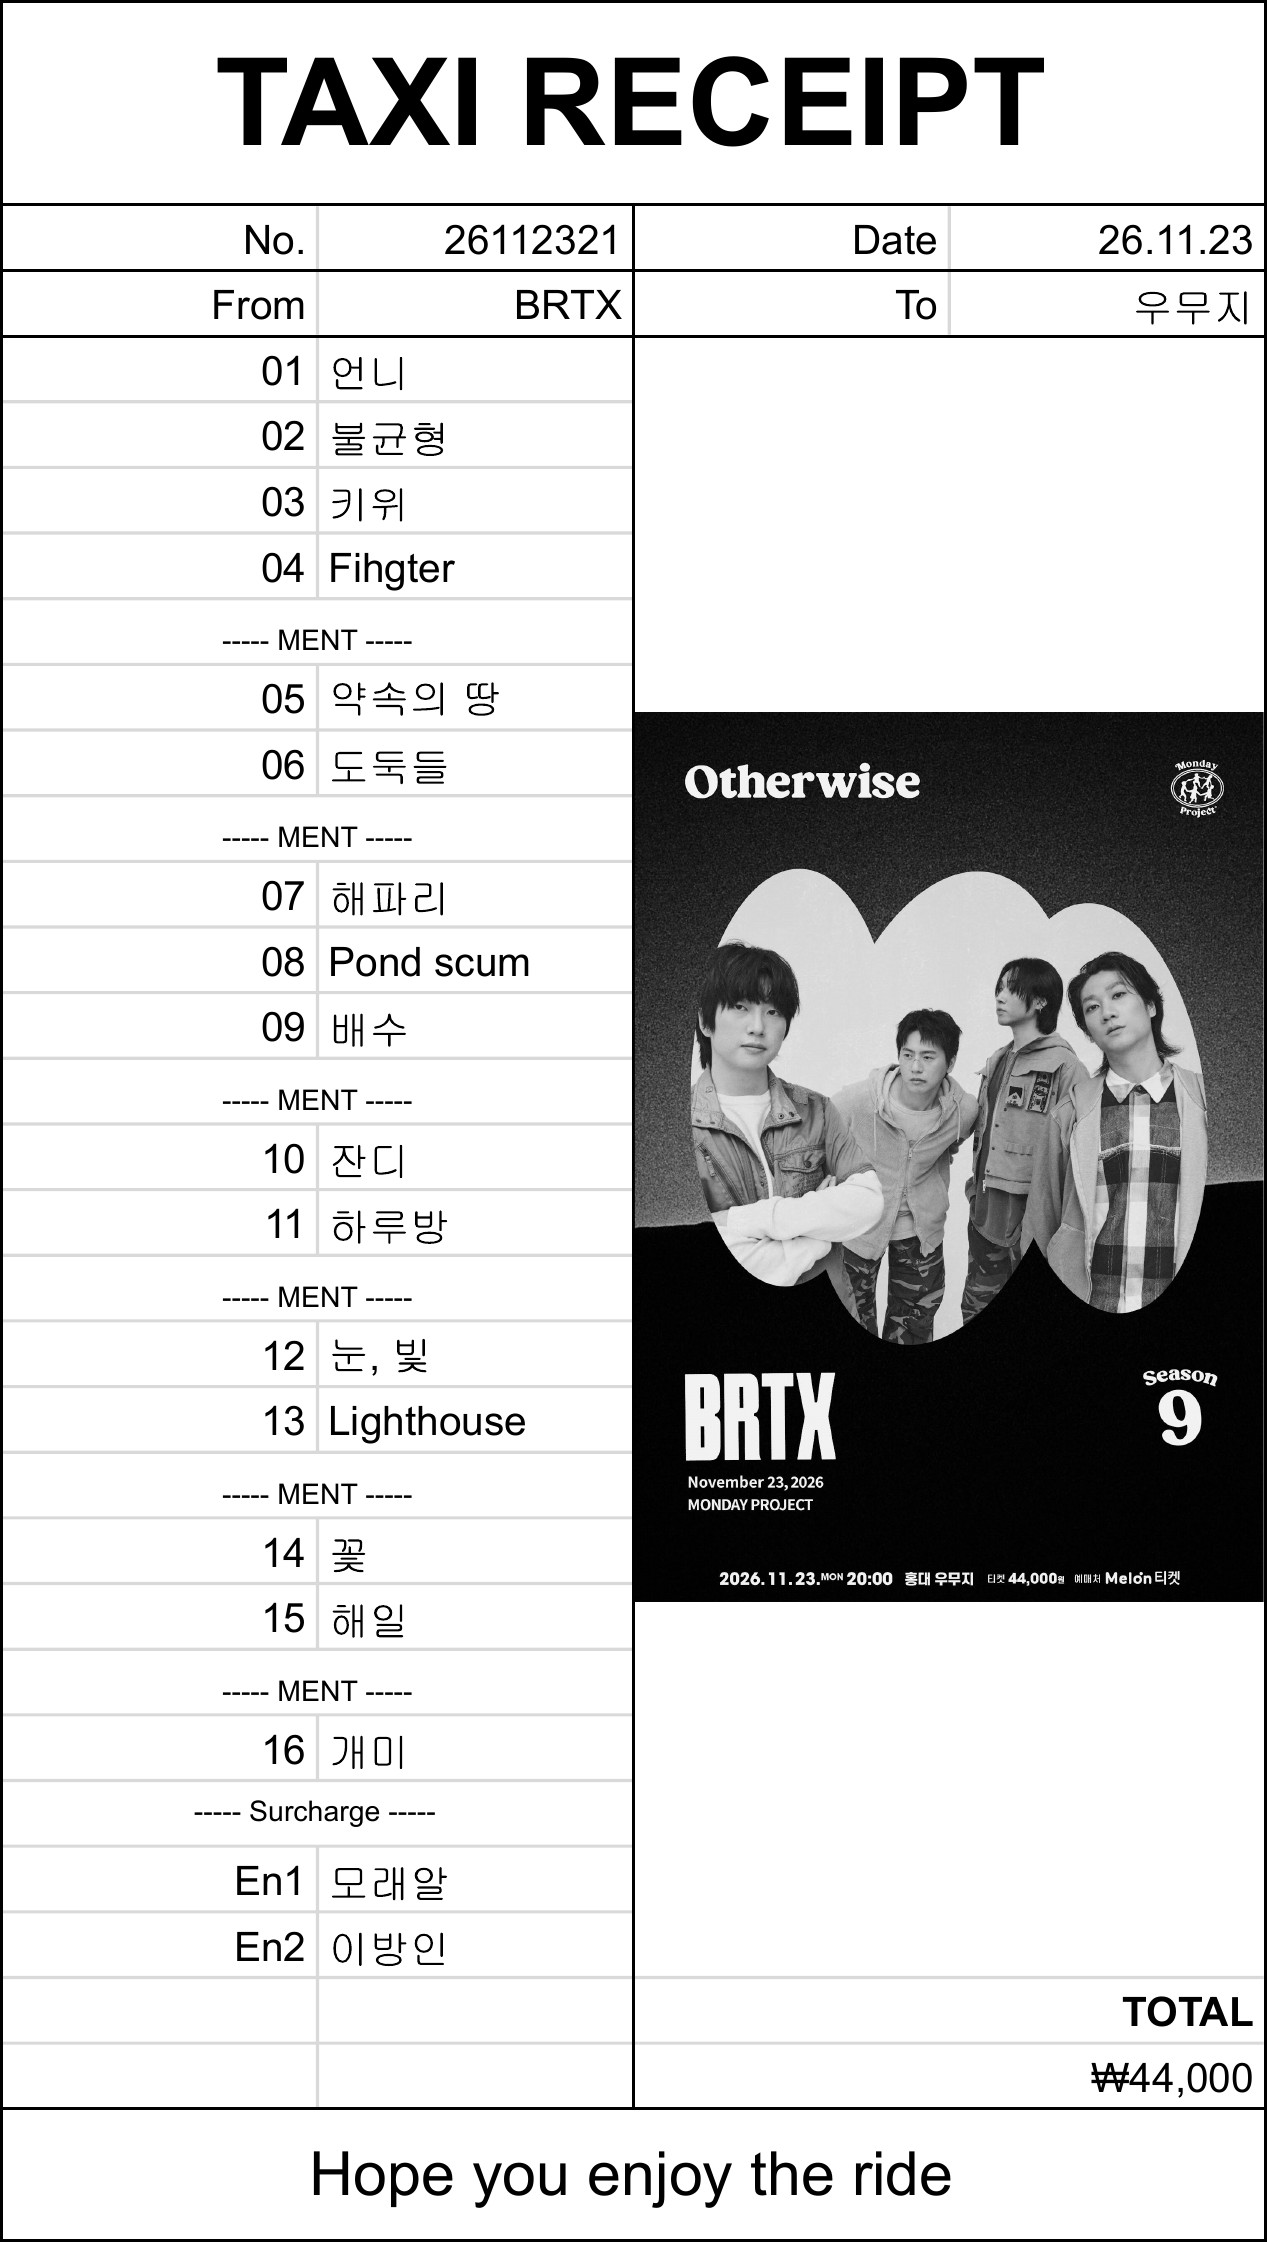 TAXI RECEIPT
No. 26112321 Date 26.11.23
From BRTX To 우무지
01 언니
02 불균형
03 키위
04 Fihgter
----- MENT -----
05 약속의 땅
06 도둑들
----- MENT -----
07 해파리
08 Pond scum
09 배수
----- MENT -----
10 잔디
11 하루방
----- MENT -----
12 눈, 빛
13 Lighthouse
----- MENT -----
14 꽃
15 해일
----- MENT -----
16 개미
----- Surcharge -----
En1 모래알
En2 이방인
Otherwise
Monday
Project
BRTX
Season
9
November 23, 2026
MONDAY PROJECT
2026.11.23.MON 20:00 홍대 우무지 티켓 44,000원 예매처 Melon티켓
TOTAL
₩44,000
Hope you enjoy the ride